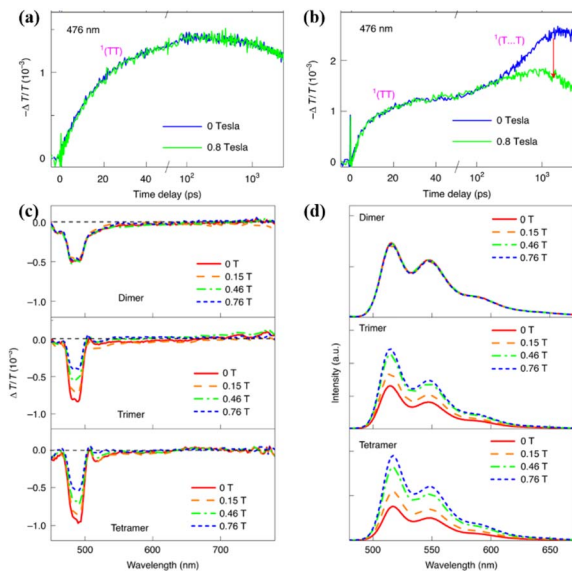 (a)
476 nm
¹(TT)
−Δ T/T (10⁻³)
1
0
0 Tesla
0.8 Tesla
0 20 40 10² 10³
Time delay (ps)
(b)
476 nm
¹(T...T)
¹(TT)
−Δ T/T (10⁻³)
2
1
0
0 Tesla
0.8 Tesla
0 20 40 10² 10³
Time delay (ps)
(c)
0.0
−0.5
−1.0
0 T
0.15 T
0.46 T
0.76 T
Dimer
0.0
−0.5
−1.0
Δ T/T (10⁻³)
0 T
0.15 T
0.46 T
0.76 T
Trimer
0.0
−0.5
−1.0
0 T
0.15 T
0.46 T
0.76 T
Tetramer
500 600 700
Wavelength (nm)
(d)
Dimer
0 T
0.15 T
0.46 T
0.76 T
Intensity (a.u.)
Trimer
0 T
0.15 T
0.46 T
0.76 T
Tetramer
0 T
0.15 T
0.46 T
0.76 T
500 550 600 650
Wavelength (nm)